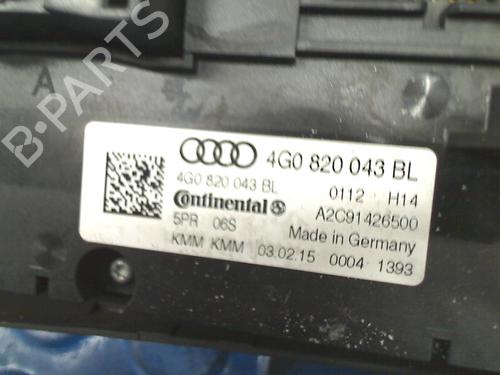 B-PARTS
A
4G0 820 043 BL
4G0 820 043 BL
0112 H14
Continental
A2C91426500
5PR 06S
Made in Germany
KMM KMM 03.02.15 0004 1393